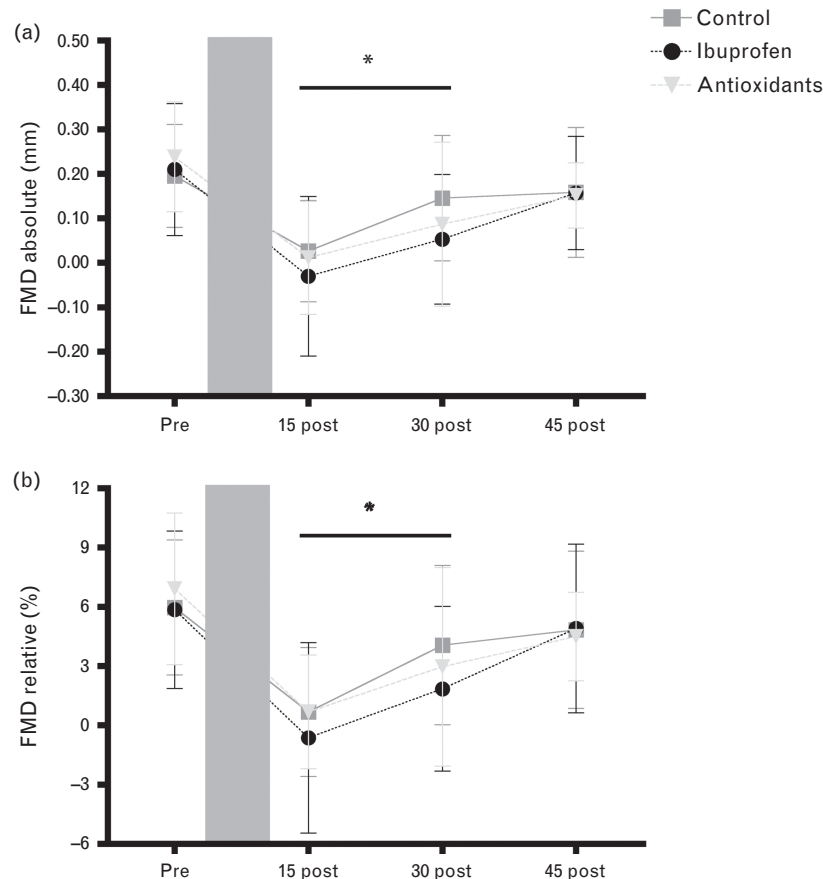 Control
Ibuprofen
Antioxidants
(a)
FMD absolute (mm)
0.50
0.40
0.30
0.20
0.10
0.00
–0.10
–0.20
–0.30
*
Pre
15 post
30 post
45 post
(b)
FMD relative (%)
12
9
6
3
0
–3
–6
*
Pre
15 post
30 post
45 post